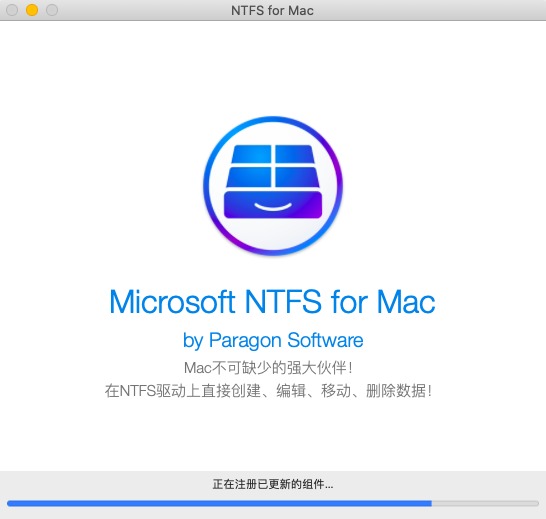 NTFS for Mac
Microsoft NTFS for Mac
by Paragon Software
Mac不可缺少的强大伙伴！
在NTFS驱动上直接创建、编辑、移动、删除数据！
正在注册已更新的组件...